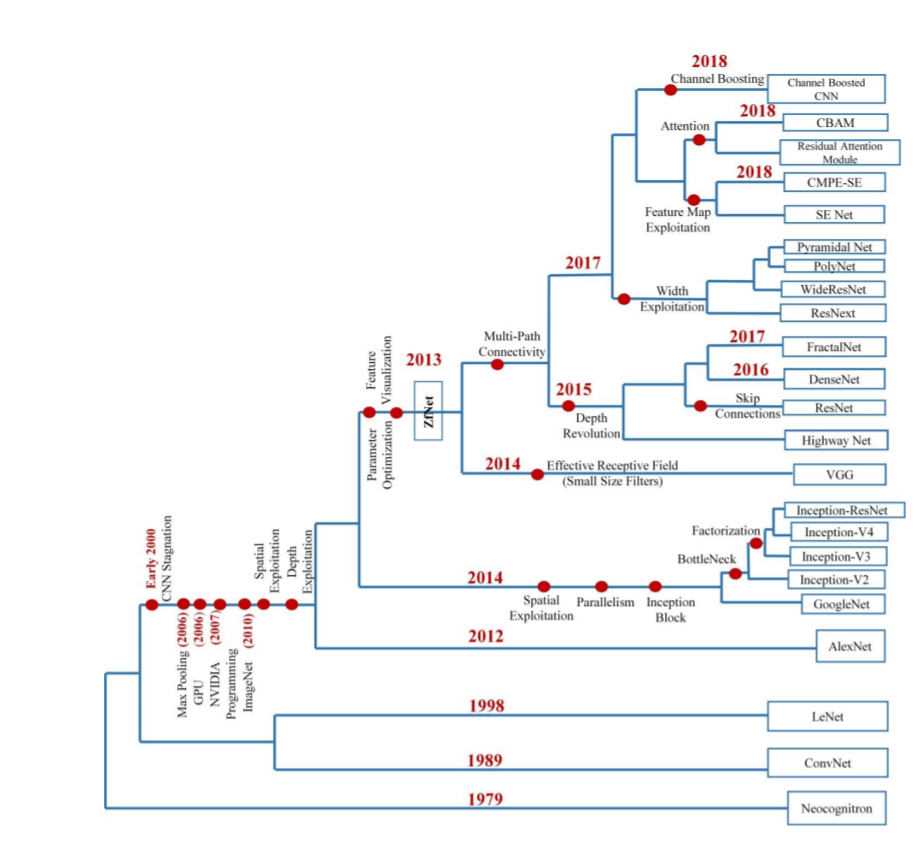 2018
Channel Boosting
Channel Boosted
CNN
2018
Attention
CBAM
Residual Attention
Module
2018
CMPE-SE
Feature Map
Exploitation
SE Net
2017
Width
Exploitation
Pyramidal Net
PolyNet
WideResNet
ResNext
Multi-Path
Connectivity
2017
FractalNet
2016
DenseNet
2015
Skip
Connections
ResNet
Depth
Revolution
Highway Net
2013
Feature
Visualization
ZfNet
Parameter
Optimization
2014
Effective Receptive Field
(Small Size Filters)
VGG
Inception-ResNet
Factorization
Inception-V4
BottleNeck
Inception-V3
Inception-V2
2014
GoogleNet
Spatial
Exploitation
Parallelism
Inception
Block
Early 2000
CNN Stagnation
Spatial
Exploitation
Depth
Exploitation
Max Pooling (2006)
GPU (2006)
NVIDIA (2007)
Programming
ImageNet (2010)
2012
AlexNet
1998
LeNet
1989
ConvNet
1979
Neocognitron